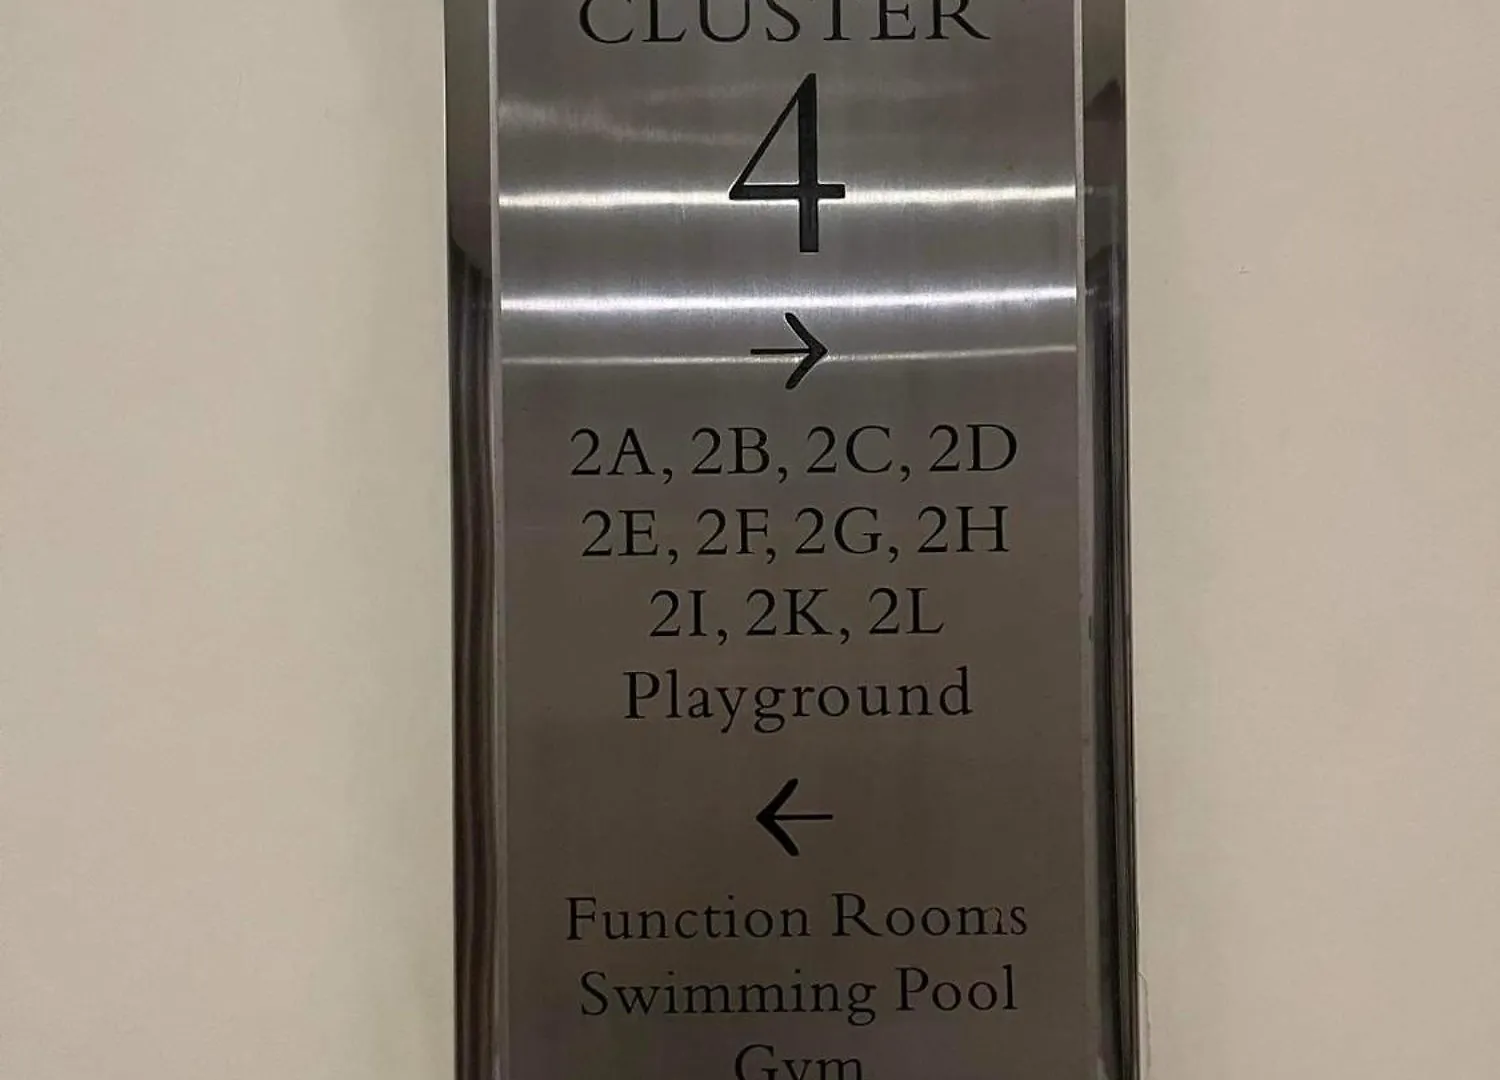 CLUSTER
4
→
2A, 2B, 2C, 2D
2E, 2F, 2G, 2H
2I, 2K, 2L
Playground
←
Function Rooms
Swimming Pool
Gym